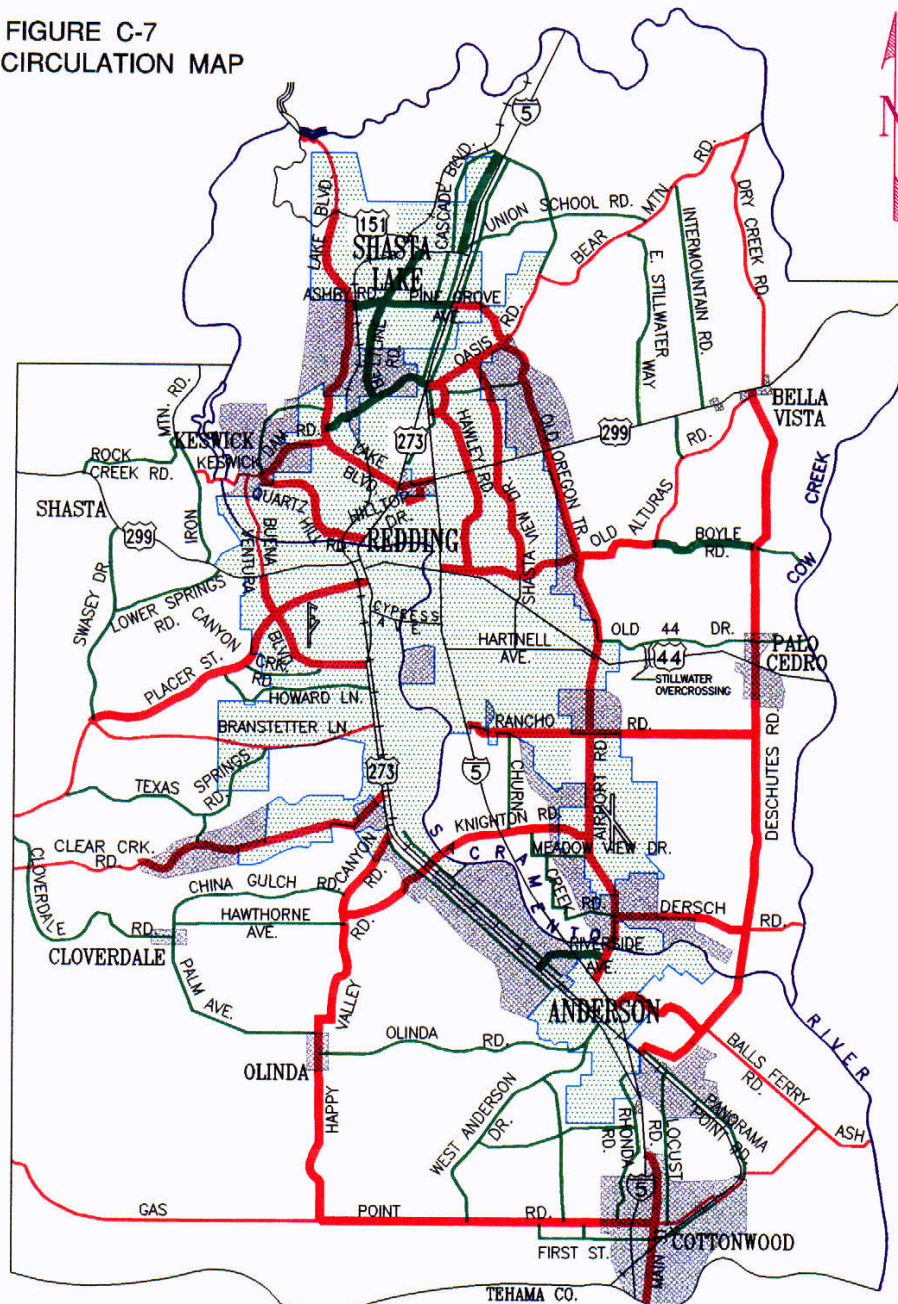 FIGURE C-7
CIRCULATION MAP
N
5
CASCADE BLVD.
UNION SCHOOL RD.
BEAR MTN RD.
DRY CREEK RD.
INTERMOUNTAIN RD.
E. STILLWATER WAY
LAKE BLVD.
151
SHASTA
LAKE
ASHBY RD.
PINE GROVE
AVE
OASIS RD.
BELLA
VISTA
299
OLD OREGON TR
273
HAWLEY RD.
LAKE BLVD.
HILLTOP DR.
SHASTA VIEW DR.
MTN. RD.
IRON
KESWICK
KESWICK DAM RD.
ROCK
CREEK RD.
SHASTA
299
QUARTZ HILL RD.
REDDING
OLD ALTURAS RD.
BOYLE
RD.
COW CREEK
BUENA VENTURA BLVD.
SWASEY DR
LOWER SPRINGS
RD.
CANYON CRK. RD.
CYPRESS
AVE.
HARTNELL
AVE.
OLD 44 DR.
44
STILLWATER
OVERCROSSING
PALO
CEDRO
PLACER ST.
HOWARD LN.
BRANSTETTER LN.
RANCHO RD.
TEXAS SPRINGS RD.
273
5
CHURN CREEK RD.
AIRPORT RD
DESCHUTES RD
KNIGHTON RD.
MEADOW VIEW DR.
CLEAR CRK.
RD.
CLOVERDALE RD.
CHINA GULCH RD.
CANYON RD.
HAWTHORNE
AVE.
CLOVERDALE
SACRAMENTO RIVER
DERSCH RD.
RIVERSIDE
AVE
ANDERSON
PALM AVE.
HAPPY VALLEY RD.
OLINDA RD.
OLINDA
BALLS FERRY
RD.
PANORAMA
POINT RD.
ASH
WEST ANDERSON
DR.
RHONDA
RD.
LOCUST
RD.
5
GAS POINT RD.
FIRST ST.
MAIN
COTTONWOOD
TEHAMA CO.